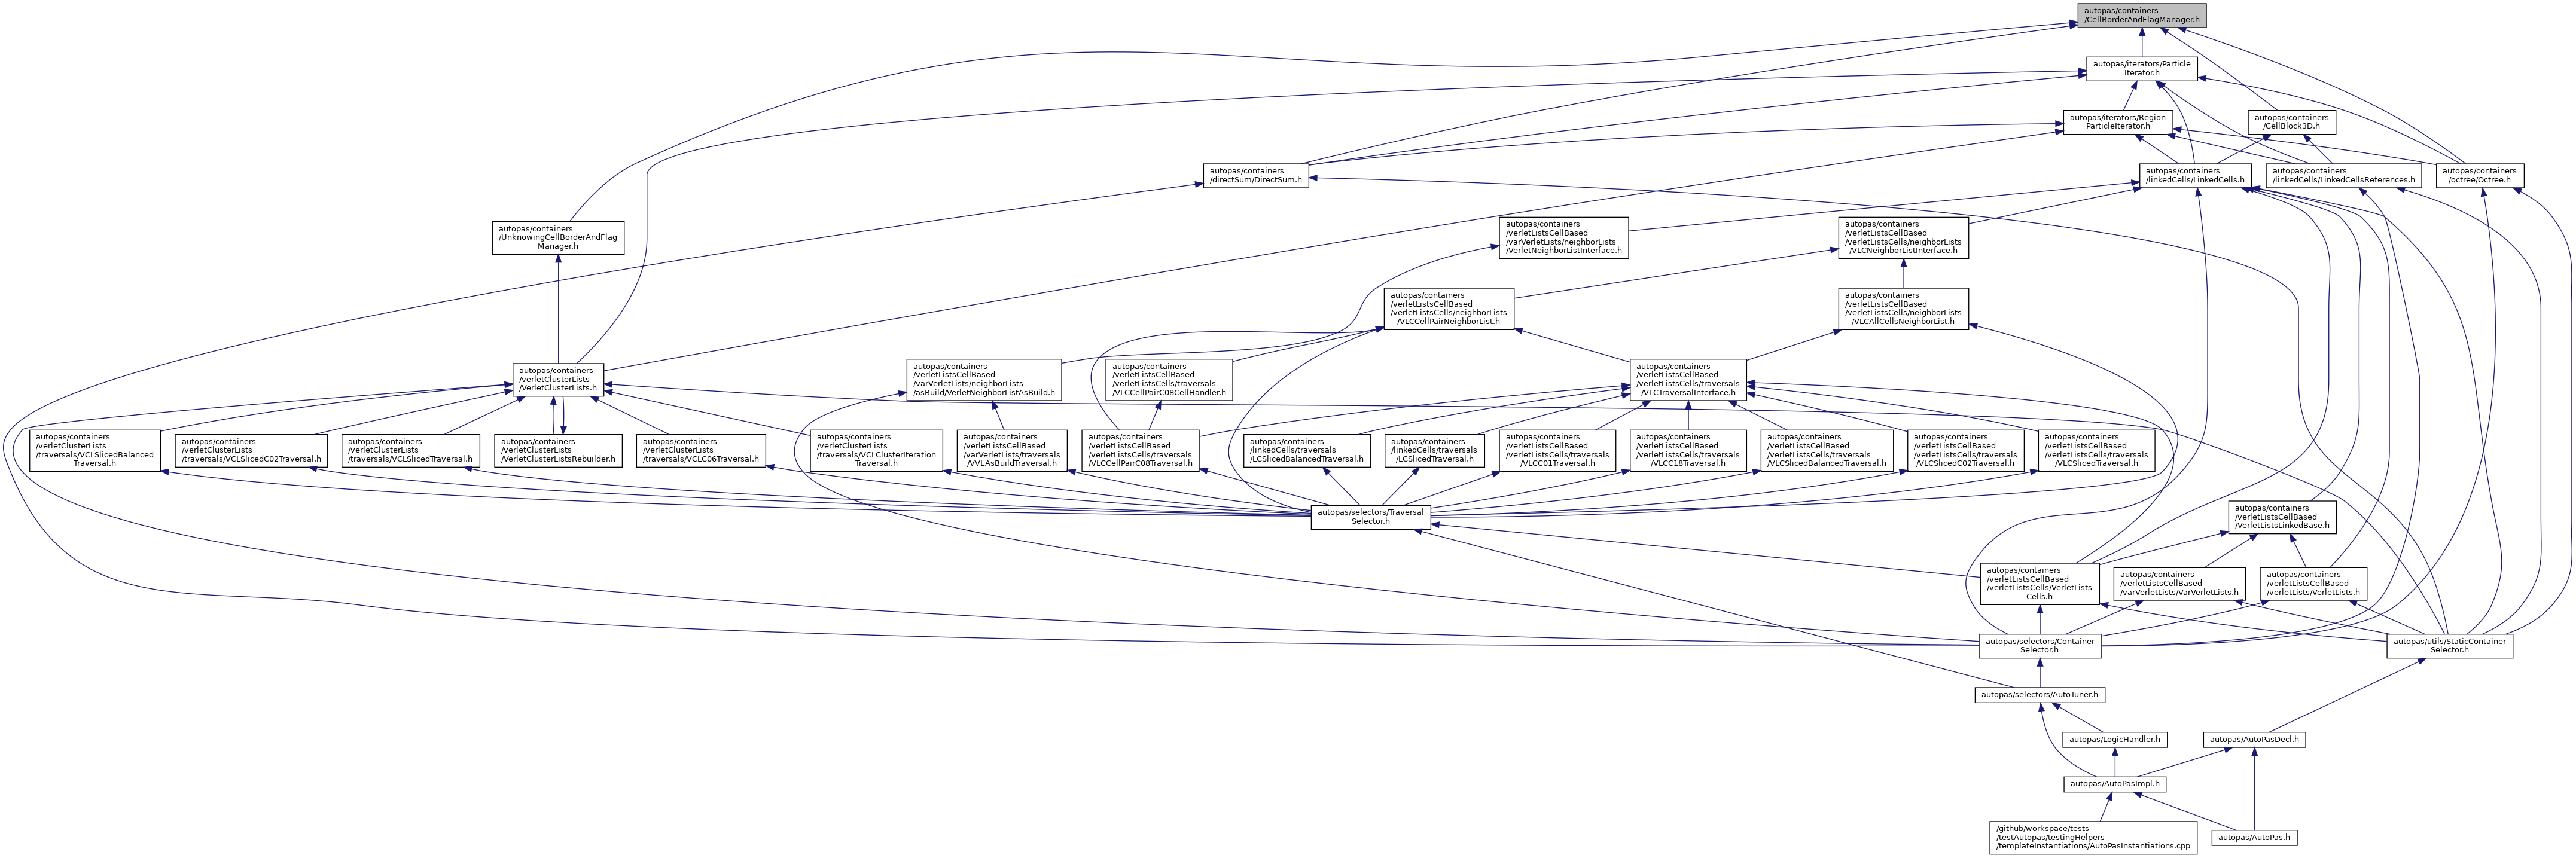 autopas/containers
/CellBorderAndFlagManager.h
autopas/iterators/Particle
Iterator.h
autopas/iterators/Region
ParticleIterator.h
autopas/containers
/CellBlock3D.h
autopas/containers
/directSum/DirectSum.h
autopas/containers
/linkedCells/LinkedCells.h
autopas/containers
/linkedCells/LinkedCellsReferences.h
autopas/containers
/octree/Octree.h
autopas/containers
/UnknowingCellBorderAndFlag
Manager.h
autopas/containers
/verletListsCellBased
/varVerletLists/neighborLists
/VerletNeighborListInterface.h
autopas/containers
/verletListsCellBased
/verletListsCells/neighborLists
/VLCNeighborListInterface.h
autopas/containers
/verletListsCellBased
/verletListsCells/neighborLists
/VLCCellPairNeighborList.h
autopas/containers
/verletListsCellBased
/verletListsCells/neighborLists
/VLCAllCellsNeighborList.h
autopas/containers
/verletClusterLists
/VerletClusterLists.h
autopas/containers
/verletListsCellBased
/varVerletLists/neighborLists
/asBuild/VerletNeighborListAsBuild.h
autopas/containers
/verletListsCellBased
/verletListsCells/traversals
/VLCCellPairC08CellHandler.h
autopas/containers
/verletListsCellBased
/verletListsCells/traversals
/VLCTraversalInterface.h
autopas/containers
/verletClusterLists
/traversals/VCLSlicedBalanced
Traversal.h
autopas/containers
/verletClusterLists
/traversals/VCLSlicedC02Traversal.h
autopas/containers
/verletClusterLists
/traversals/VCLSlicedTraversal.h
autopas/containers
/verletClusterLists
/VerletClusterListsRebuilder.h
autopas/containers
/verletClusterLists
/traversals/VCLC06Traversal.h
autopas/containers
/verletClusterLists
/traversals/VCLClusterIteration
Traversal.h
autopas/containers
/verletListsCellBased
/varVerletLists/traversals
/VVLAsBuildTraversal.h
autopas/containers
/verletListsCellBased
/verletListsCells/traversals
/VLCCellPairC08Traversal.h
autopas/containers
/linkedCells/traversals
/LCSlicedBalancedTraversal.h
autopas/containers
/linkedCells/traversals
/LCSlicedTraversal.h
autopas/containers
/verletListsCellBased
/verletListsCells/traversals
/VLCC01Traversal.h
autopas/containers
/verletListsCellBased
/verletListsCells/traversals
/VLCC18Traversal.h
autopas/containers
/verletListsCellBased
/verletListsCells/traversals
/VLCSlicedBalancedTraversal.h
autopas/containers
/verletListsCellBased
/verletListsCells/traversals
/VLCSlicedC02Traversal.h
autopas/containers
/verletListsCellBased
/verletListsCells/traversals
/VLCSlicedTraversal.h
autopas/selectors/Traversal
Selector.h
autopas/containers
/verletListsCellBased
/VerletListsLinkedBase.h
autopas/containers
/verletListsCellBased
/verletListsCells/VerletLists
Cells.h
autopas/containers
/verletListsCellBased
/varVerletLists/VarVerletLists.h
autopas/containers
/verletListsCellBased
/verletLists/VerletLists.h
autopas/selectors/Container
Selector.h
autopas/utils/StaticContainer
Selector.h
autopas/selectors/AutoTuner.h
autopas/LogicHandler.h
autopas/AutoPasDecl.h
autopas/AutoPasImpl.h
/github/workspace/tests
/testAutopas/testingHelpers
/templateInstantiations/AutoPasInstantiations.cpp
autopas/AutoPas.h